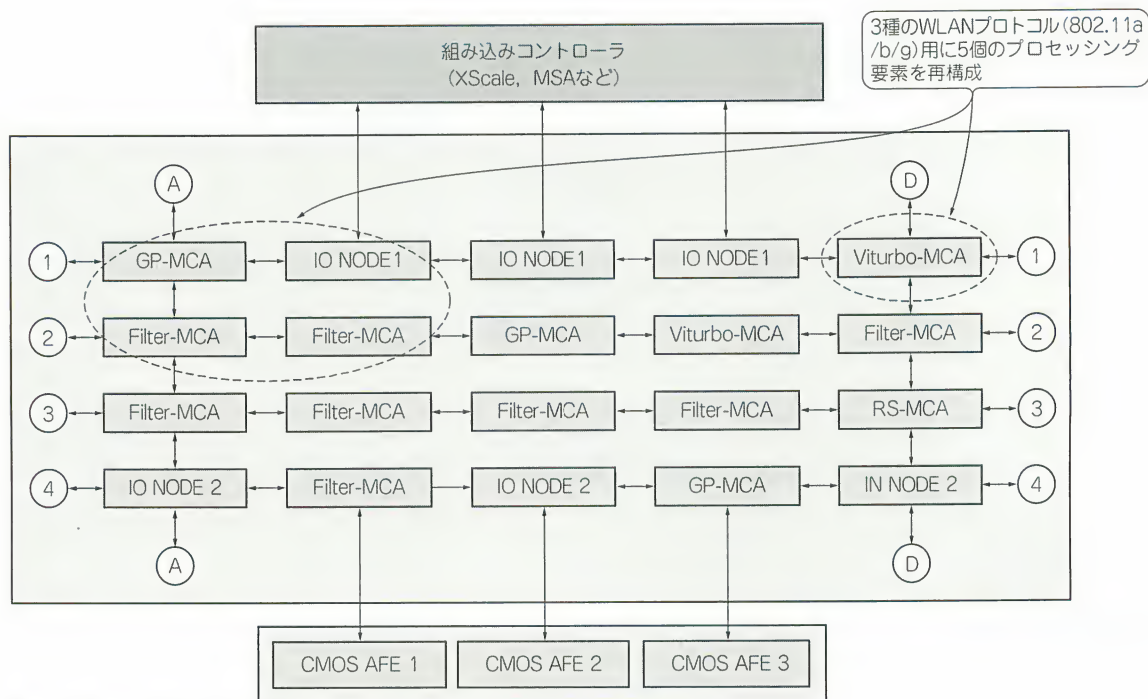 3種のWLANプロトコル(802.11a
/b/g)用に5個のプロセッシング
要素を再構成
組み込みコントローラ
(XScale, MSAなど)
A
D
1
GP-MCA
IO NODE1
IO NODE1
IO NODE1
Viturbo-MCA
1
2
Filter-MCA
Filter-MCA
GP-MCA
Viturbo-MCA
Filter-MCA
2
3
Filter-MCA
Filter-MCA
Filter-MCA
Filter-MCA
RS-MCA
3
4
IO NODE 2
Filter-MCA
IO NODE 2
GP-MCA
IN NODE 2
4
A
D
CMOS AFE 1
CMOS AFE 2
CMOS AFE 3